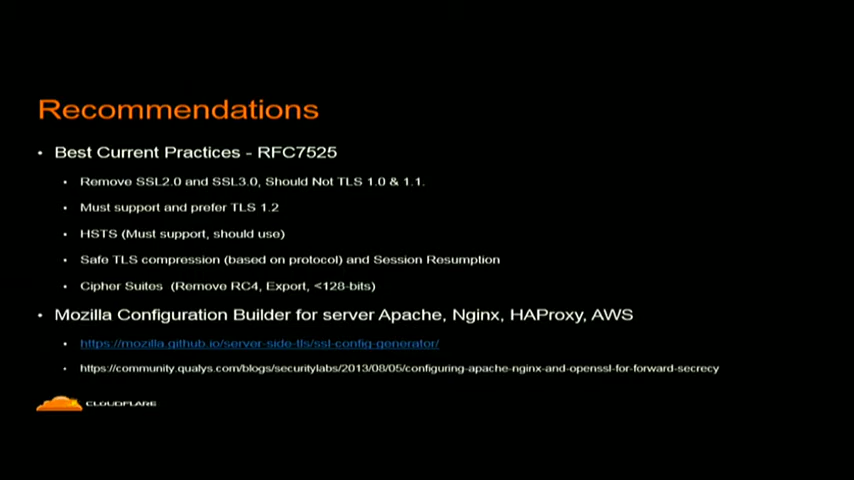 Recommendations
• Best Current Practices - RFC7525
• Remove SSL2.0 and SSL3.0, Should Not TLS 1.0 & 1.1.
• Must support and prefer TLS 1.2
• HSTS (Must support, should use)
• Safe TLS compression (based on protocol) and Session Resumption
• Cipher Suites (Remove RC4, Export, <128-bits)
• Mozilla Configuration Builder for server Apache, Nginx, HAProxy, AWS
• https://mozilla.github.io/server-side-tls/ssl-config-generator/
• https://community.qualys.com/blogs/securitylabs/2013/08/05/configuring-apache-nginx-and-openssl-for-forward-secrecy
CLOUDFLARE